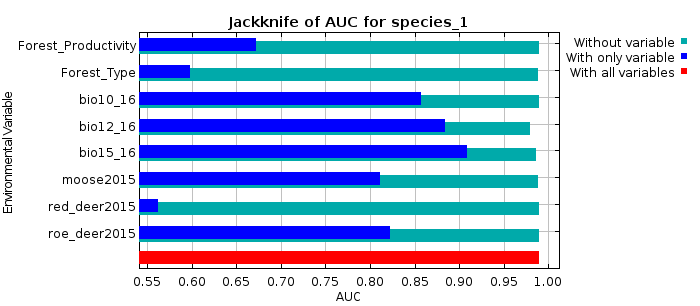 Jackknife of AUC for species_1
Environmental Variable
Forest_Productivity
Forest_Type
bio10_16
bio12_16
bio15_16
moose2015
red_deer2015
roe_deer2015
0.55 0.60 0.65 0.70 0.75 0.80 0.85 0.90 0.95 1.00
AUC
Without variable
With only variable
With all variables